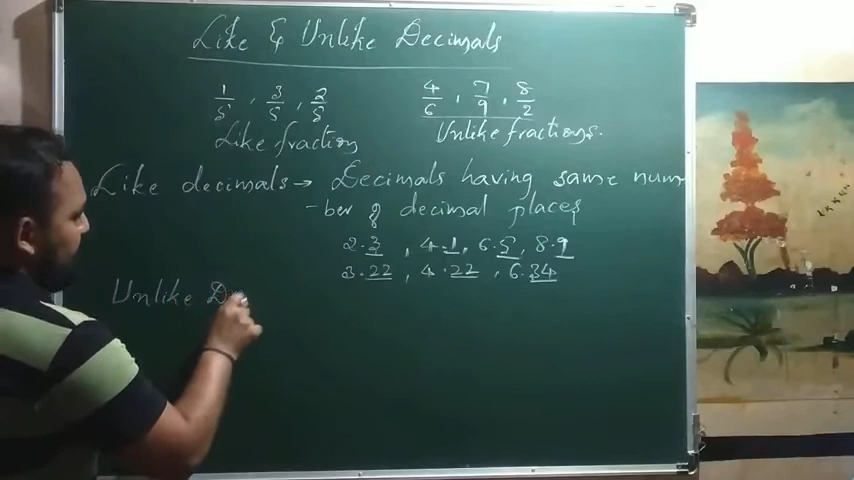 Like & Unlike Decimals
1/5 , 3/5 , 2/5
4/6 , 7/9 , 8/2
Like fraction
Unlike fractions.
Like decimals → Decimals having same num
-ber of decimal places
2.3 , 4.1, 6.5, 8.9
3.22 , 4.22 , 6.34
Unlike D